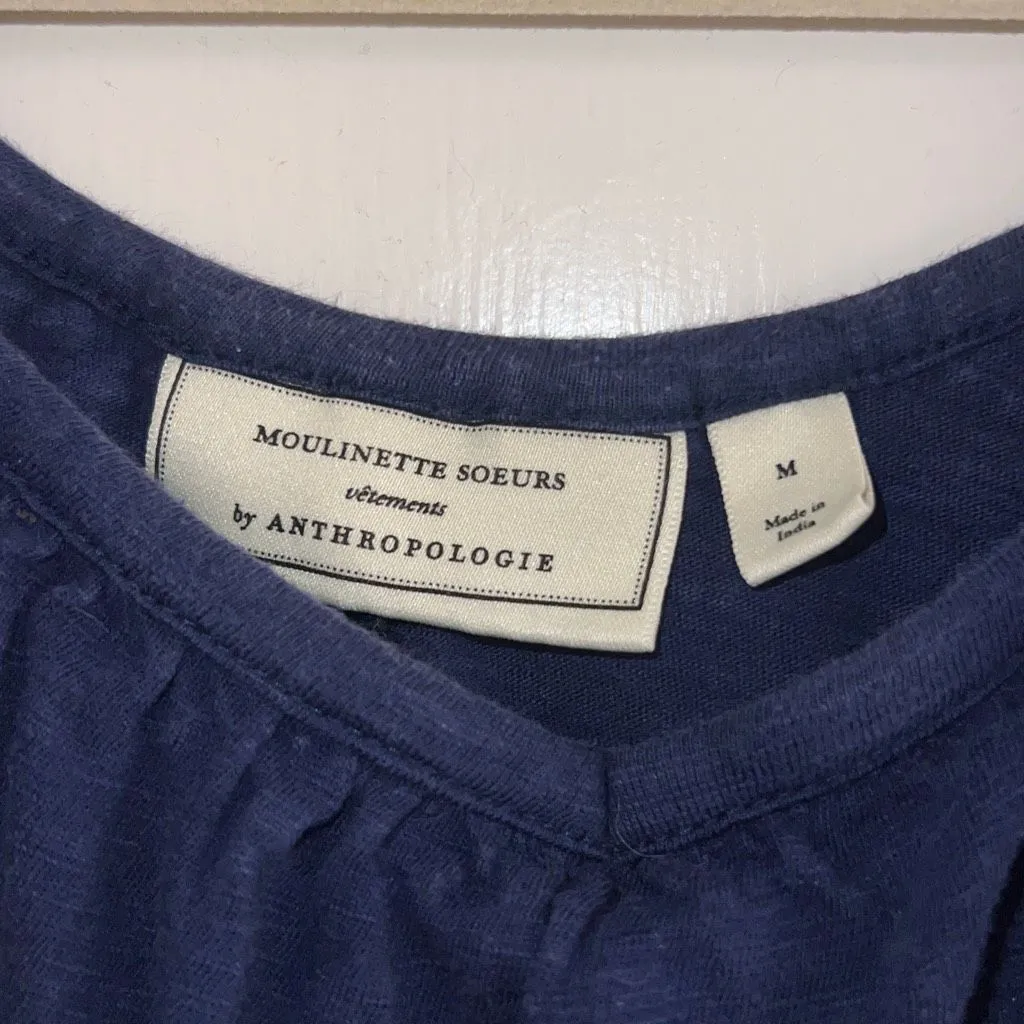 MOULINETTE SOEURS
vêtements
by ANTHROPOLOGIE
M
Made in
India